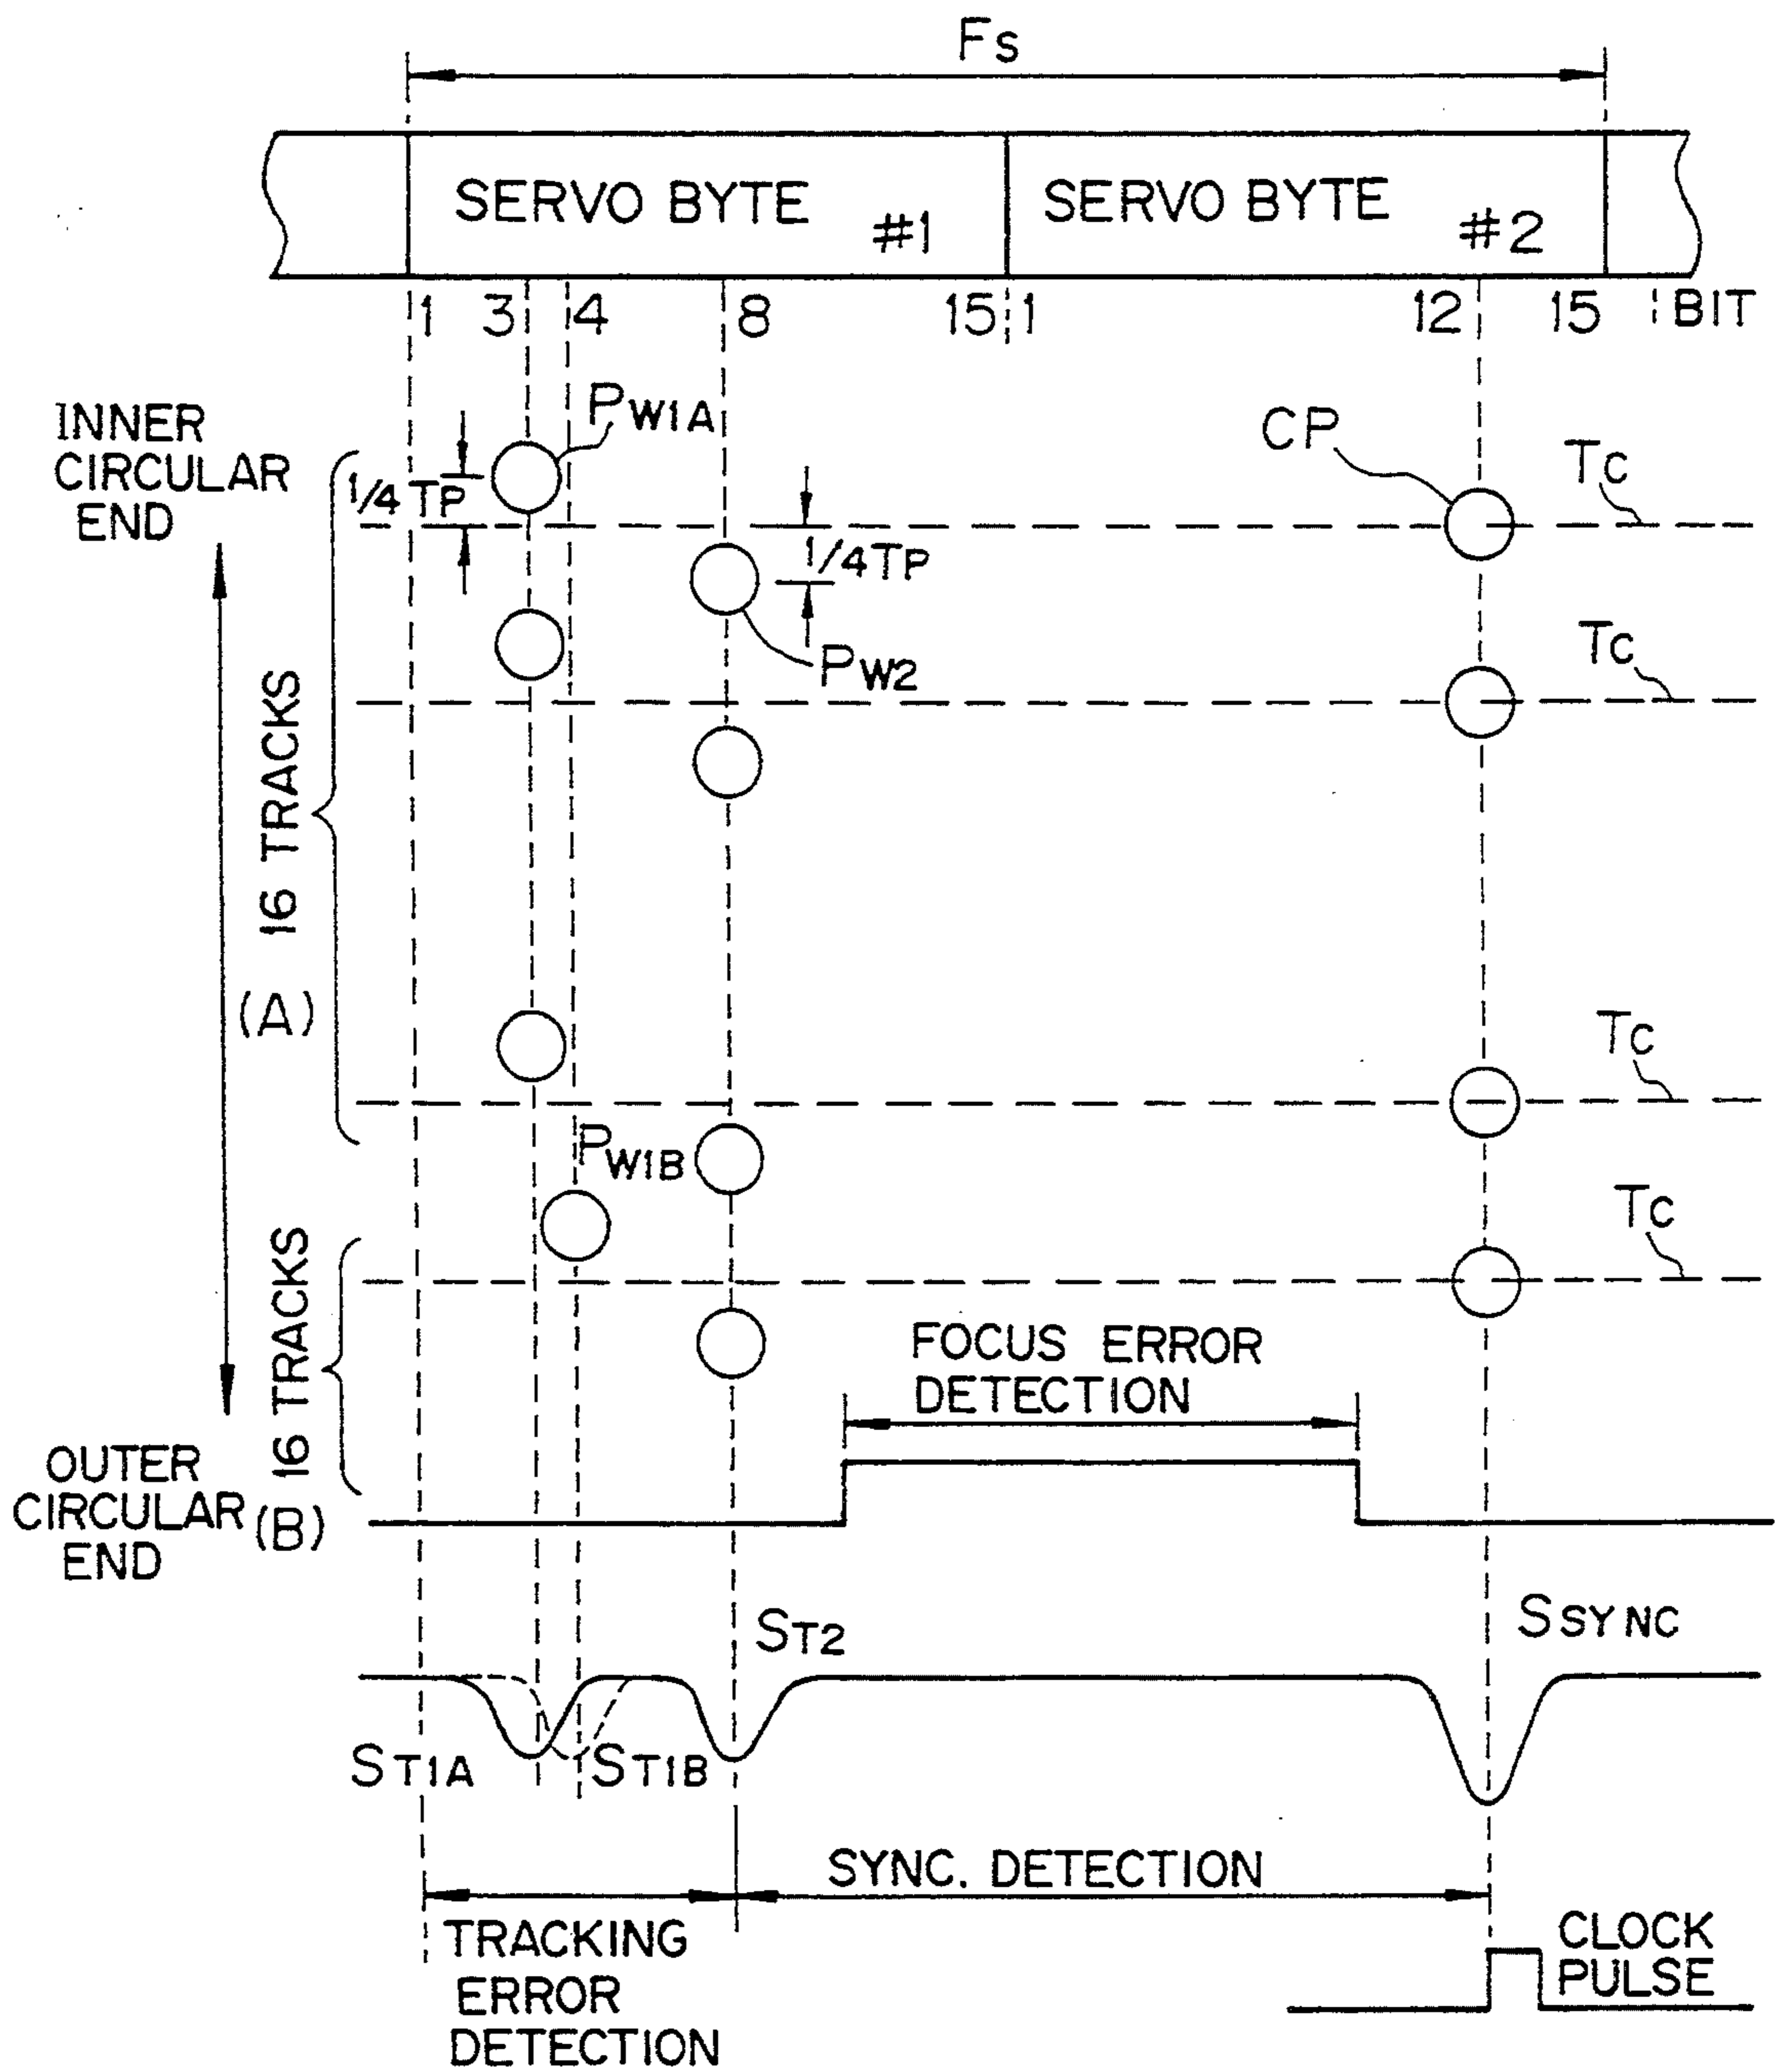 Fs
SERVO BYTE #1
SERVO BYTE #2
1 3 4 8 15 1 12 15 BIT
INNER
CIRCULAR
END
PW1A
CP
Tc
1/4 TP
1/4 TP
PW2
Tc
16 TRACKS
(A)
Tc
PW1B
Tc
16 TRACKS
(B)
FOCUS ERROR
DETECTION
OUTER
CIRCULAR
END
ST2
SSYNC
ST1A
ST1B
SYNC. DETECTION
TRACKING
ERROR
DETECTION
CLOCK
PULSE